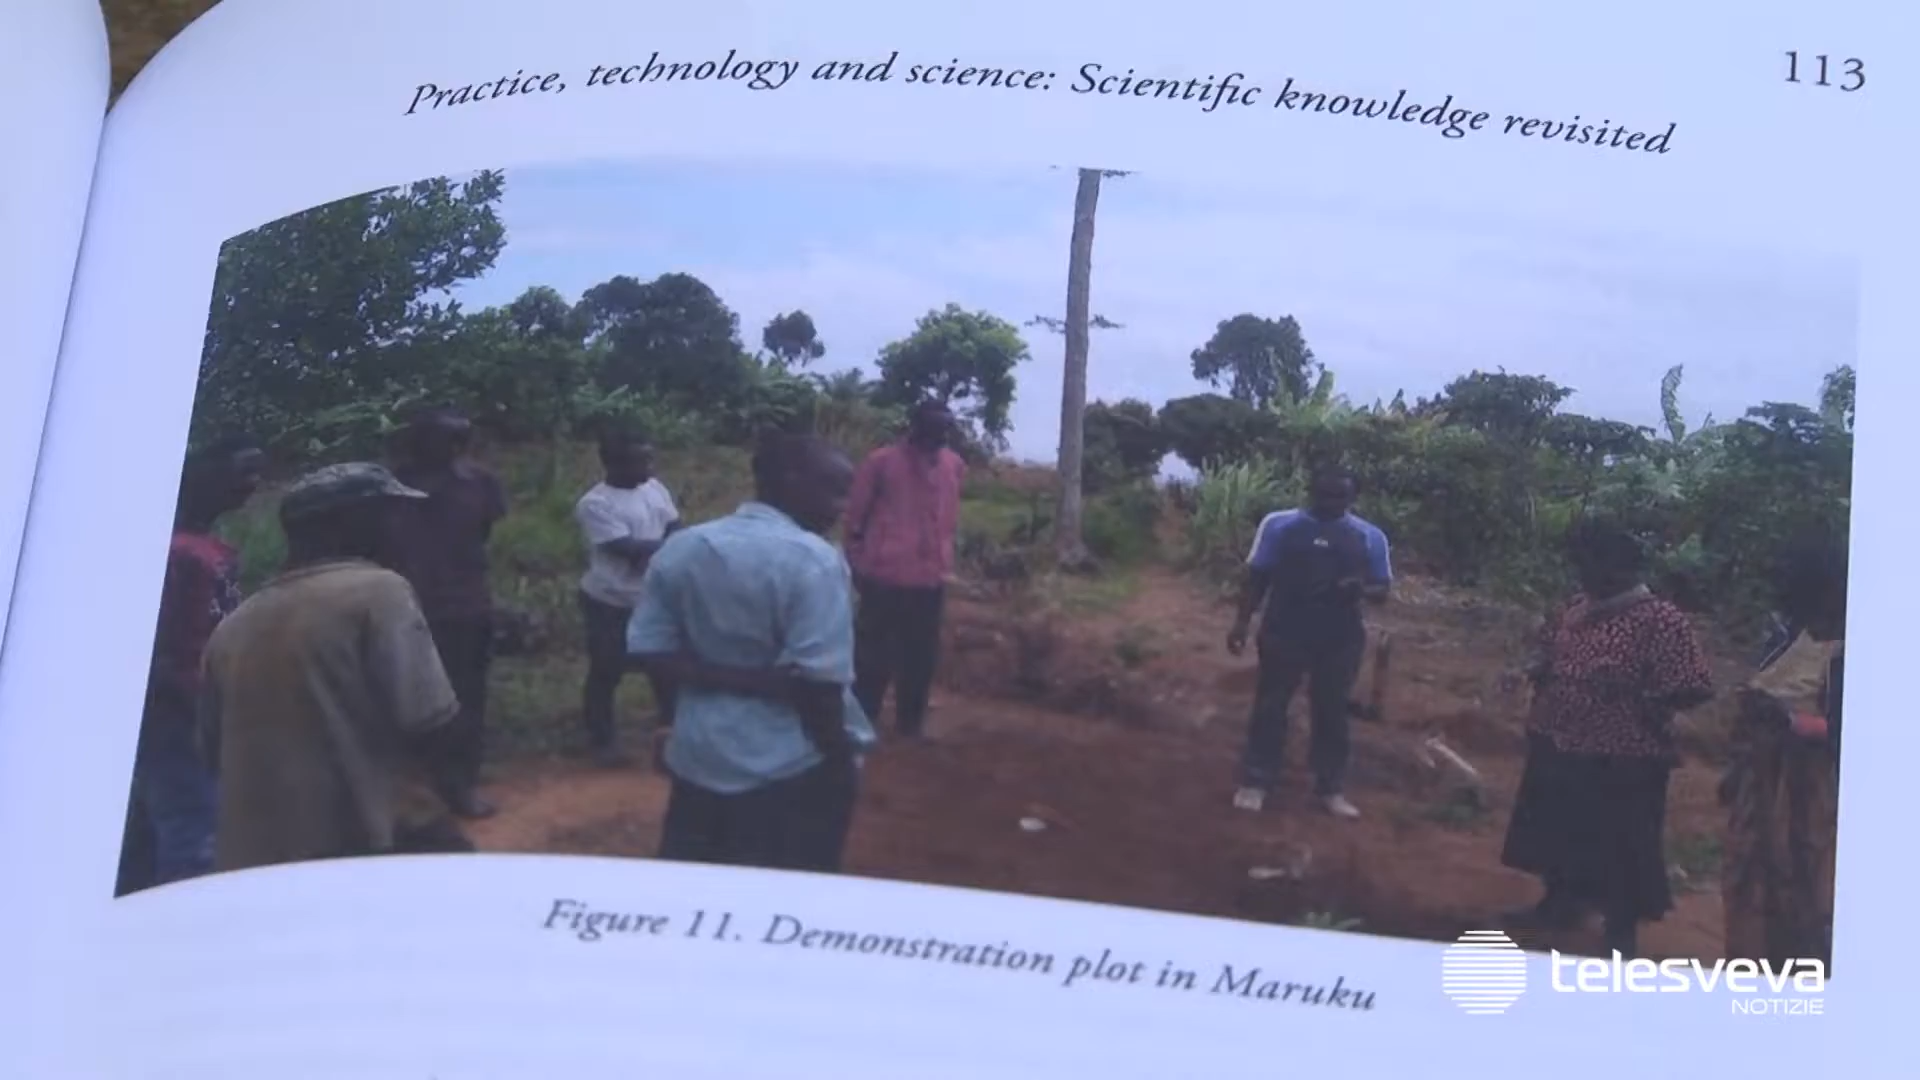 Practice, technology and science: Scientific knowledge revisited
113
Figure 11. Demonstration plot in Maruku
telesveva
NOTIZIE